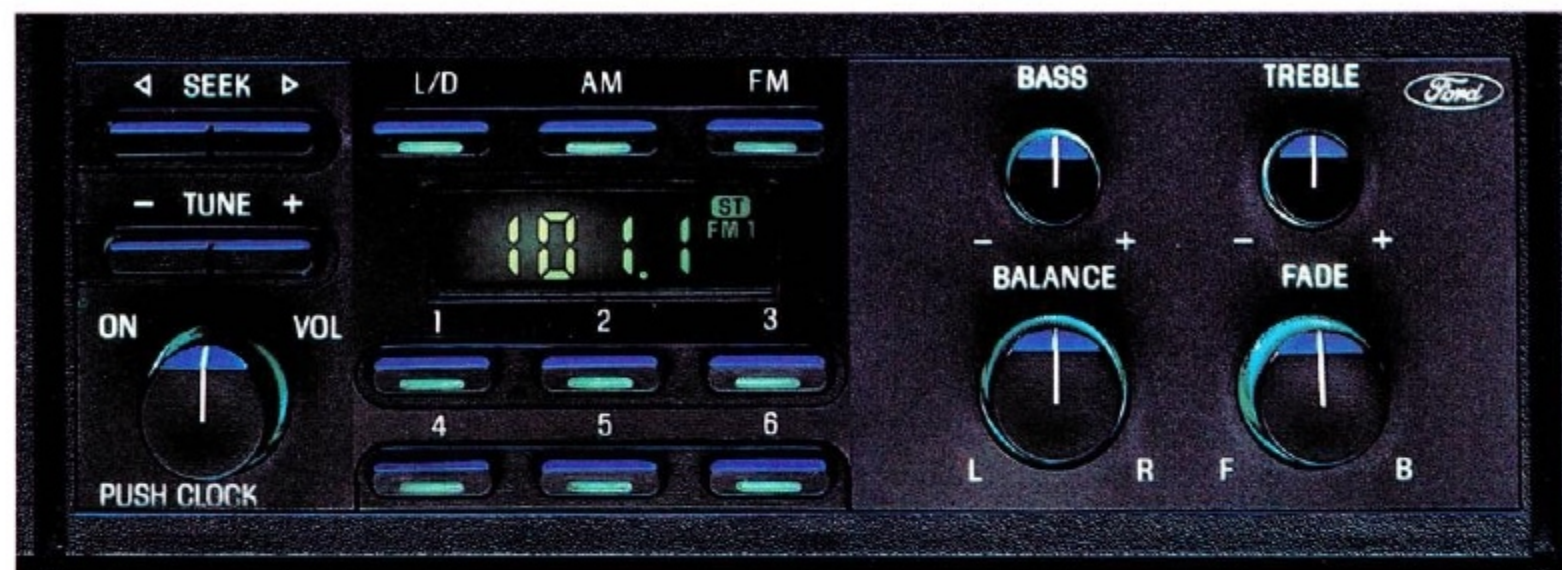 ◁ SEEK ▷
L/D AM FM
BASS TREBLE
Ford
− TUNE +
101.1
ST
FM 1
− + − +
BALANCE FADE
ON VOL
1 2 3
4 5 6
L R F B
PUSH CLOCK